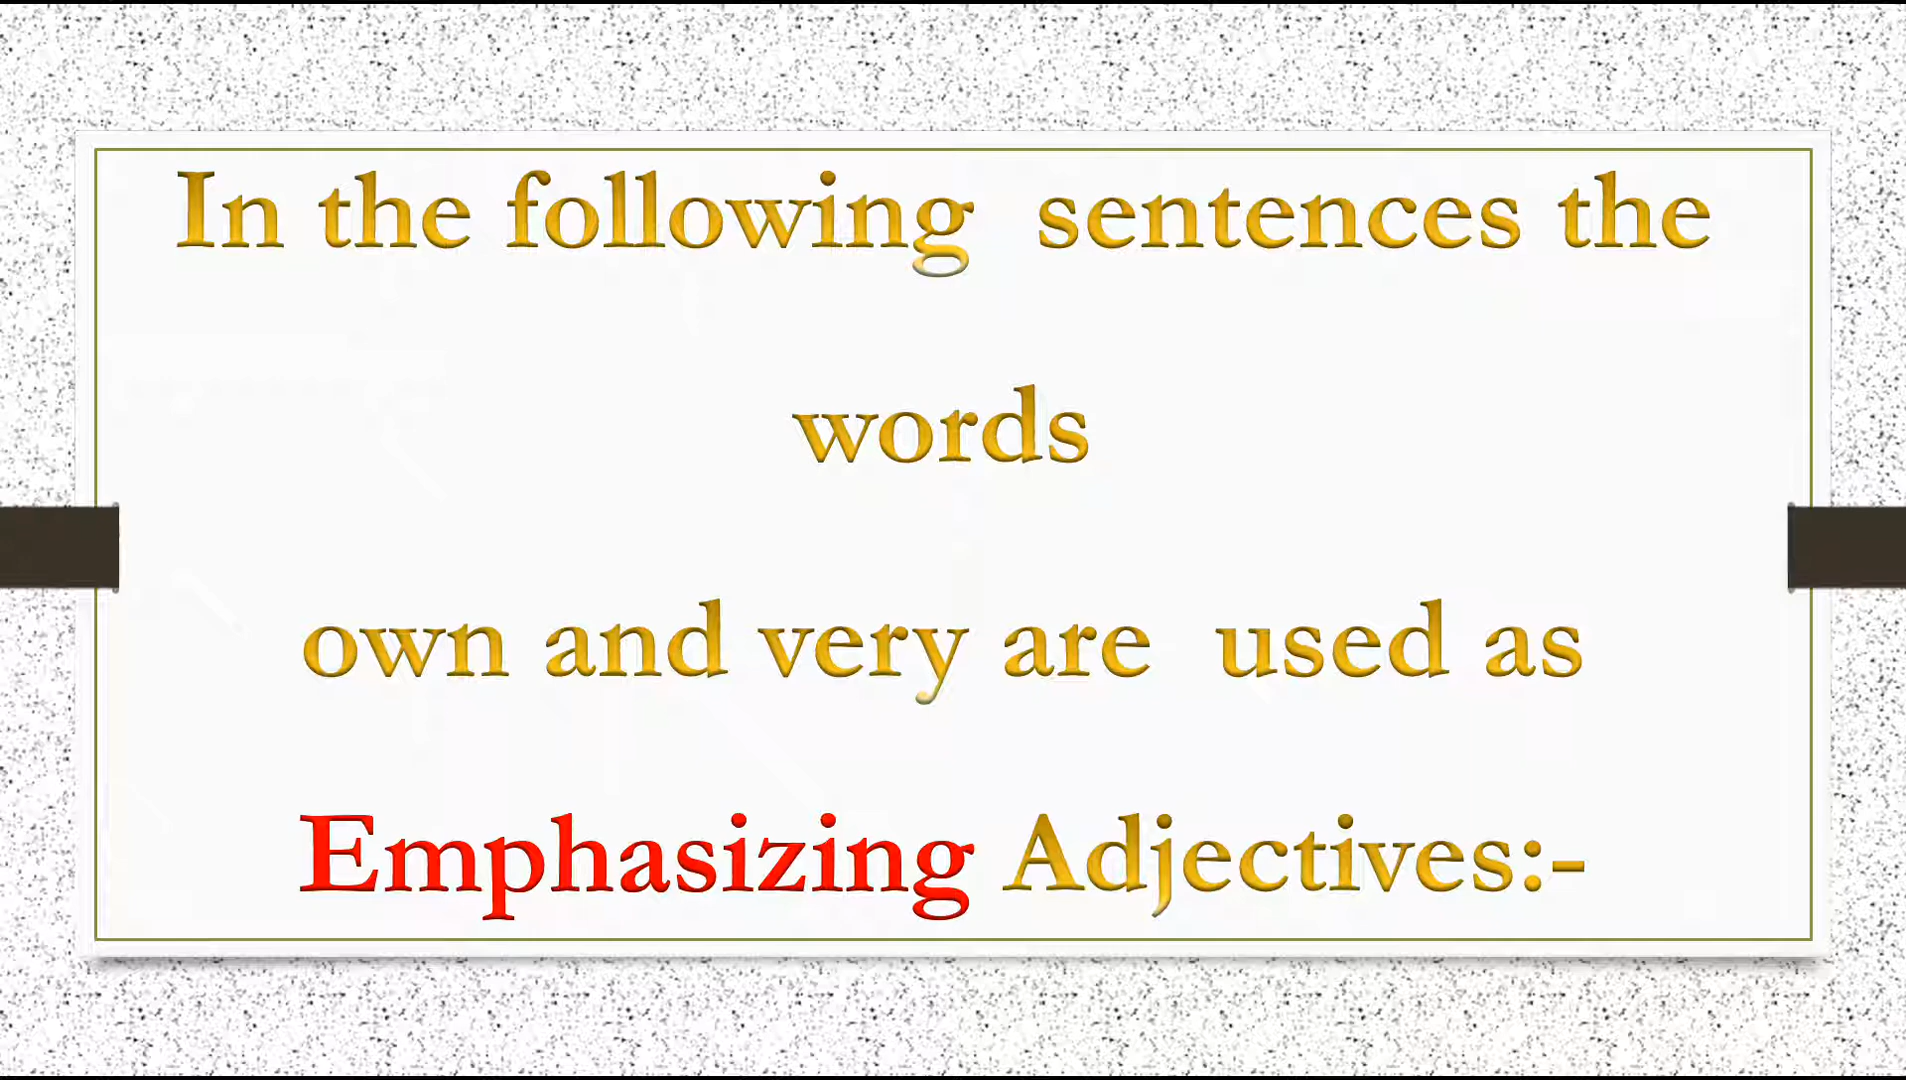 In the following sentences the
words
own and very are used as
Emphasizing Adjectives:-